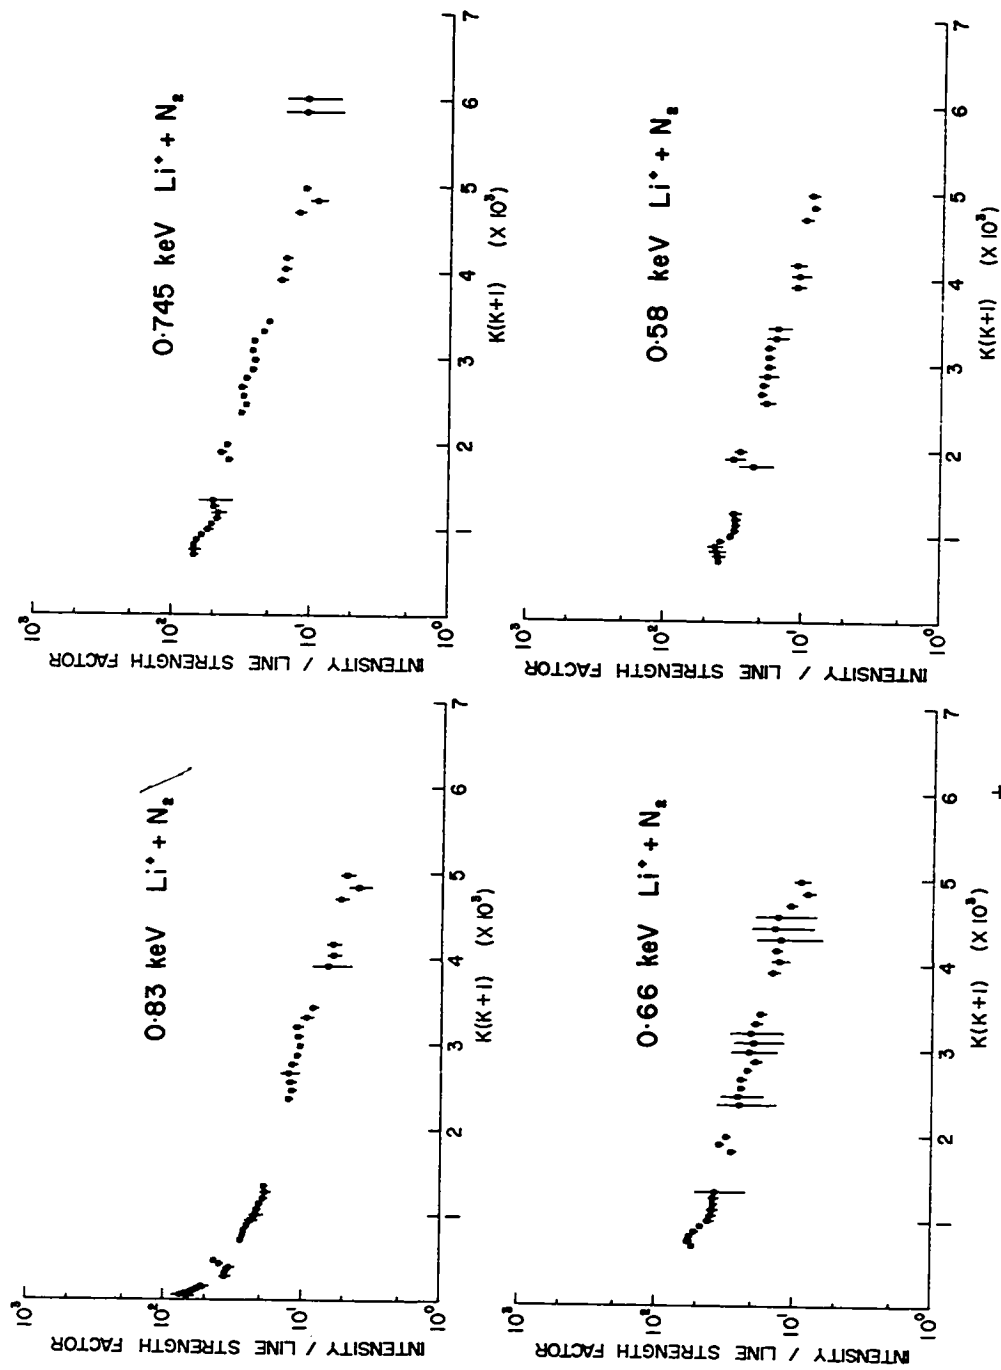 0·83 keV Li⁺ + N₂
INTENSITY / LINE STRENGTH FACTOR
10³
10²
10¹
10⁰
1 2 3 4 5 6 7
K(K+1) (X 10³)
0·745 keV Li⁺ + N₂
INTENSITY / LINE STRENGTH FACTOR
10³
10²
10¹
10⁰
1 2 3 4 5 6 7
K(K+1) (X 10³)
0·66 keV Li⁺ + N₂
INTENSITY / LINE STRENGTH FACTOR
10³
10²
10¹
10⁰
1 2 3 4 5 6 7
K(K+1) (X 10³)
0·58 keV Li⁺ + N₂
INTENSITY / LINE STRENGTH FACTOR
10³
10²
10¹
10⁰
1 2 3 4 5 6 7
K(K+1) (X 10³)